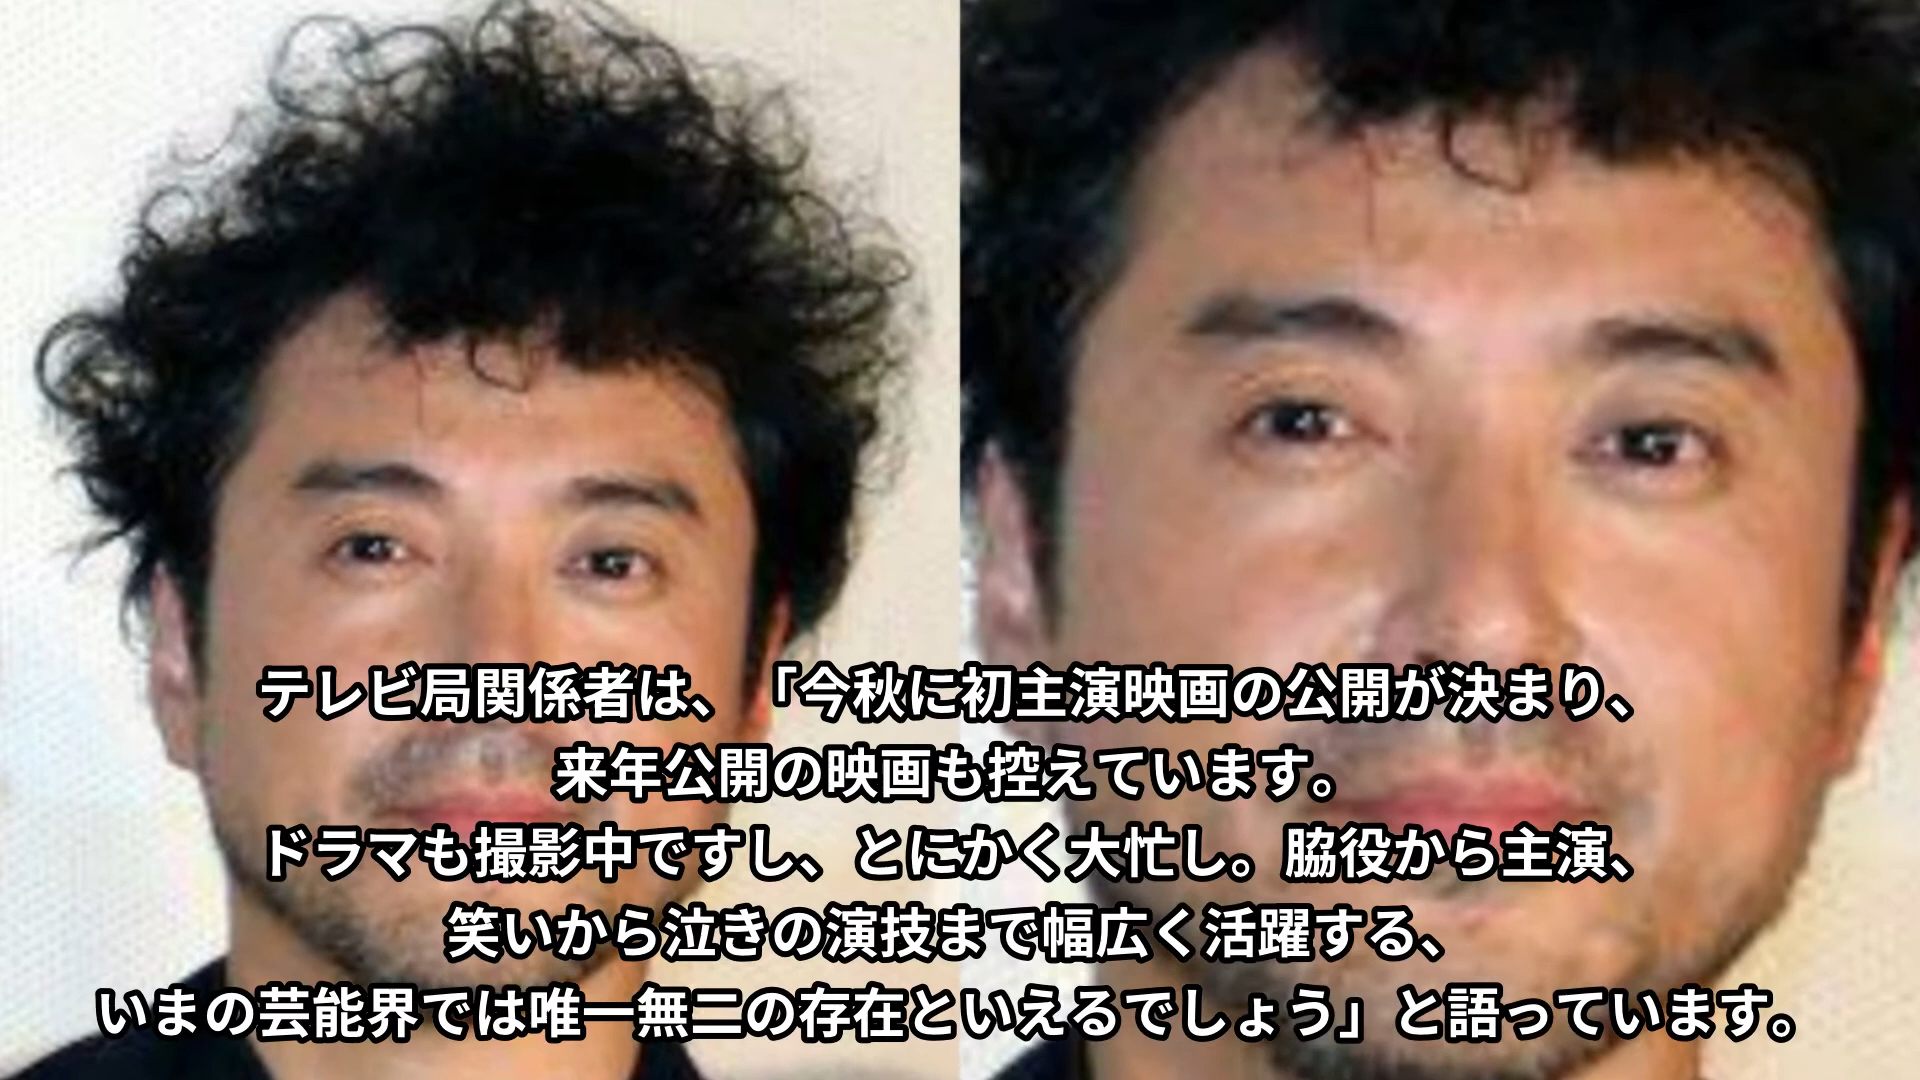 テレビ局関係者は、「今秋に初主演映画の公開が決まり、
来年公開の映画も控えています。
ドラマも撮影中ですし、とにかく大忙し。脇役から主演、
笑いから泣きの演技まで幅広く活躍する、
いまの芸能界では唯一無二の存在といえるでしょう」と語っています。